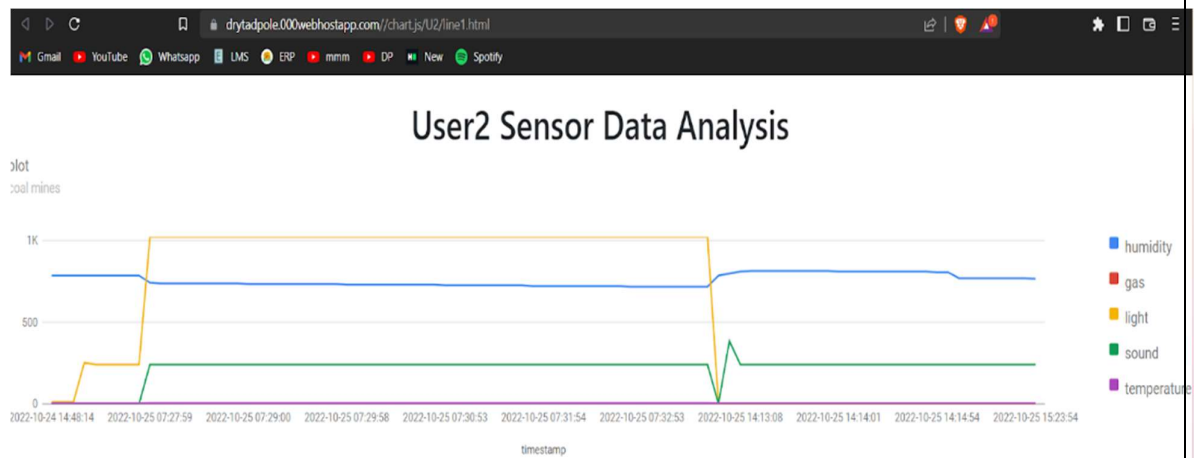 drytadpole.000webhostapp.com//chart.js/U2/line1.html
Gmail YouTube Whatsapp LMS ERP mmm DP New Spotify
User2 Sensor Data Analysis
plot
coal mines
1K
500
0
humidity
gas
light
sound
temperature
2022-10-24 14:48:14 2022-10-25 07:27:59 2022-10-25 07:29:00 2022-10-25 07:29:58 2022-10-25 07:30:53 2022-10-25 07:31:54 2022-10-25 07:32:53 2022-10-25 14:13:08 2022-10-25 14:14:01 2022-10-25 14:14:54 2022-10-25 15:23:54
timestamp